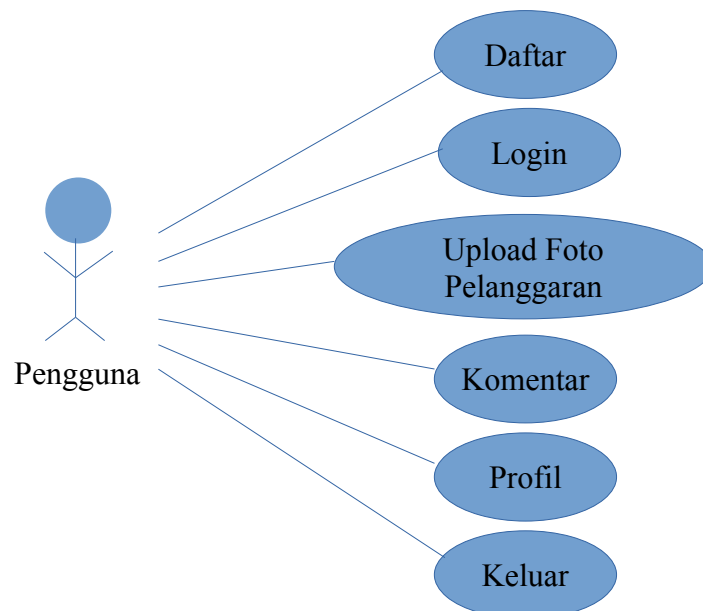 Daftar
Login
Upload Foto
Pelanggaran
Pengguna
Komentar
Profil
Keluar